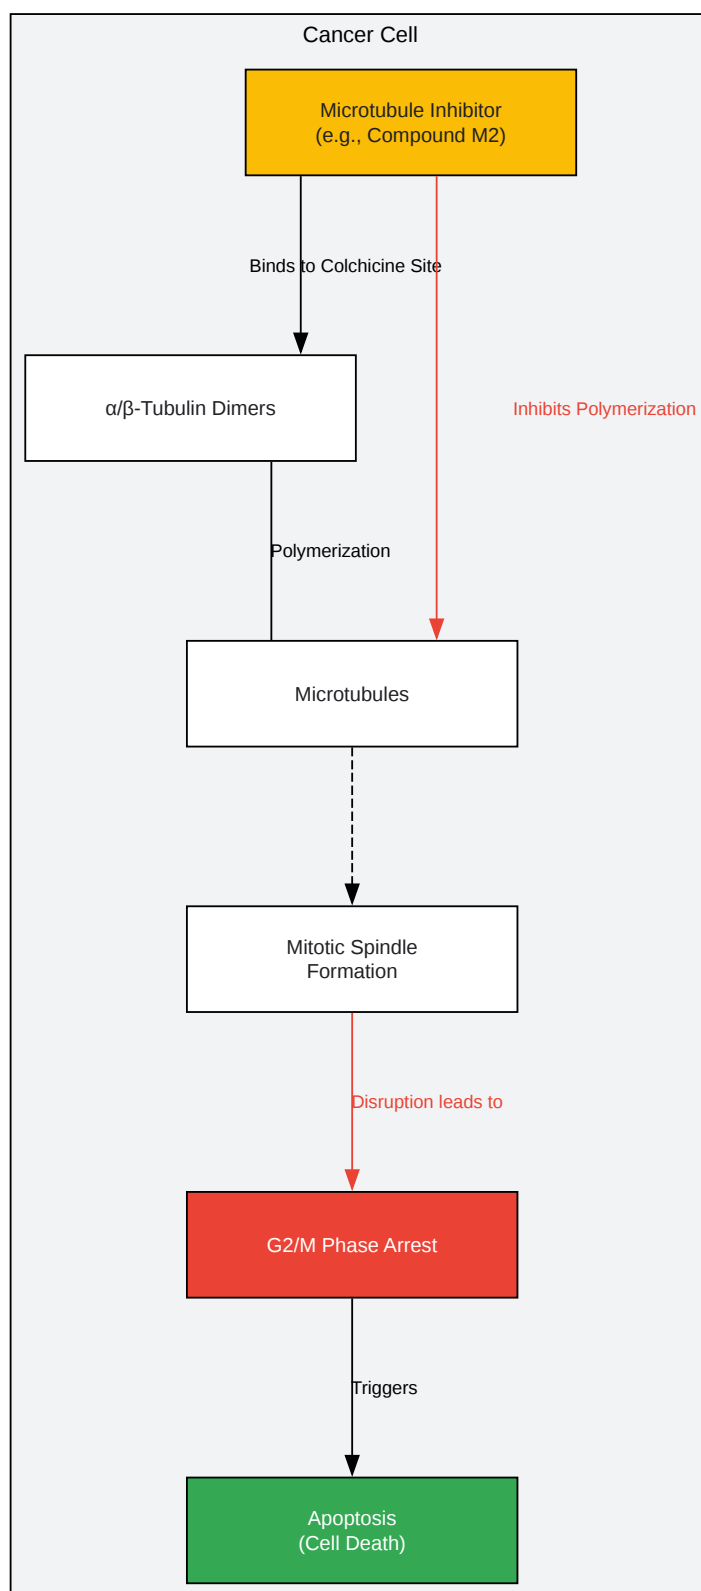 Cancer Cell
Microtubule Inhibitor
(e.g., Compound M2)
Binds to Colchicine Site
α/β-Tubulin Dimers
Inhibits Polymerization
Polymerization
Microtubules
Mitotic Spindle
Formation
Disruption leads to
G2/M Phase Arrest
Triggers
Apoptosis
(Cell Death)